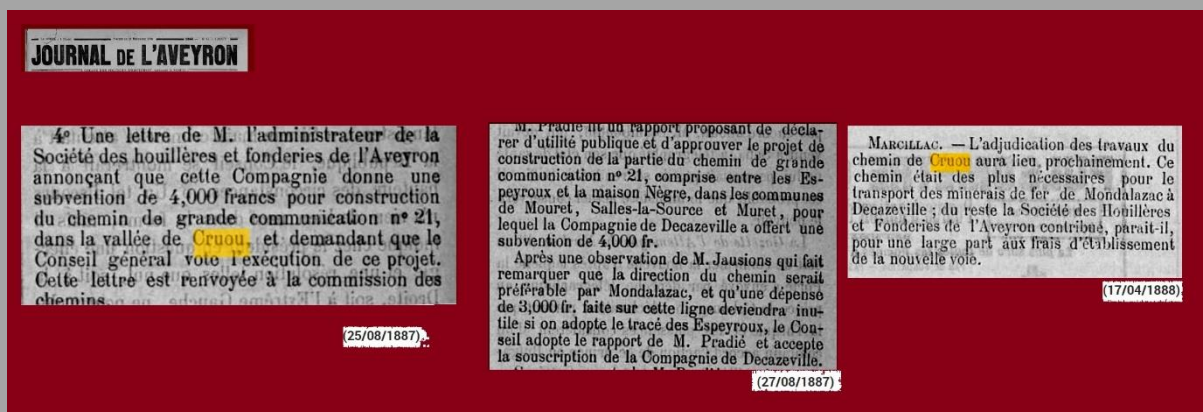 JOURNAL DE L'AVEYRON
4º Une lettre de M. l'administrateur de la
Société des houillères et fonderies de l'Aveyron
annonçant que cette Compagnie donne une
subvention de 4,000 francs pour construction
du chemin de grande communication nº 21,
dans la vallée de Cruou, et demandant que le
Conseil général vote l'exécution de ce projet.
Cette lettre est renvoyée à la commission des
chemins.
(25/08/1887)
M. Pradié lit un rapport proposant de décla-
rer d'utilité publique et d'approuver le projet de
construction de la partie du chemin de grande
communication nº 21, comprise entre les Es-
peyroux et la maison Nègre, dans les communes
de Mouret, Salles-la-Source et Muret, pour
lequel la Compagnie de Decazeville a offert une
subvention de 4,000 fr.
Après une observation de M. Jausions qui fait
remarquer que la direction du chemin serait
préférable par Mondalazac, et qu'une dépense
de 3,000 fr. faite sur cette ligne deviendra inu-
tile si on adopte le tracé des Espeyroux, le Con-
seil adopte le rapport de M. Pradié et accepte
la souscription de la Compagnie de Decazeville.
(27/08/1887)
MARCILLAC. — L'adjudication des travaux du
chemin de Cruou aura lieu, prochainement. Ce
chemin était des plus nécessaires pour le
transport des minerais de fer de Mondalazac à
Decazeville ; du reste la Société des Houillères
et Fonderies de l'Aveyron contribue, parait-il,
pour une large part aux frais d'établissement
de la nouvelle voie.
(17/04/1888)